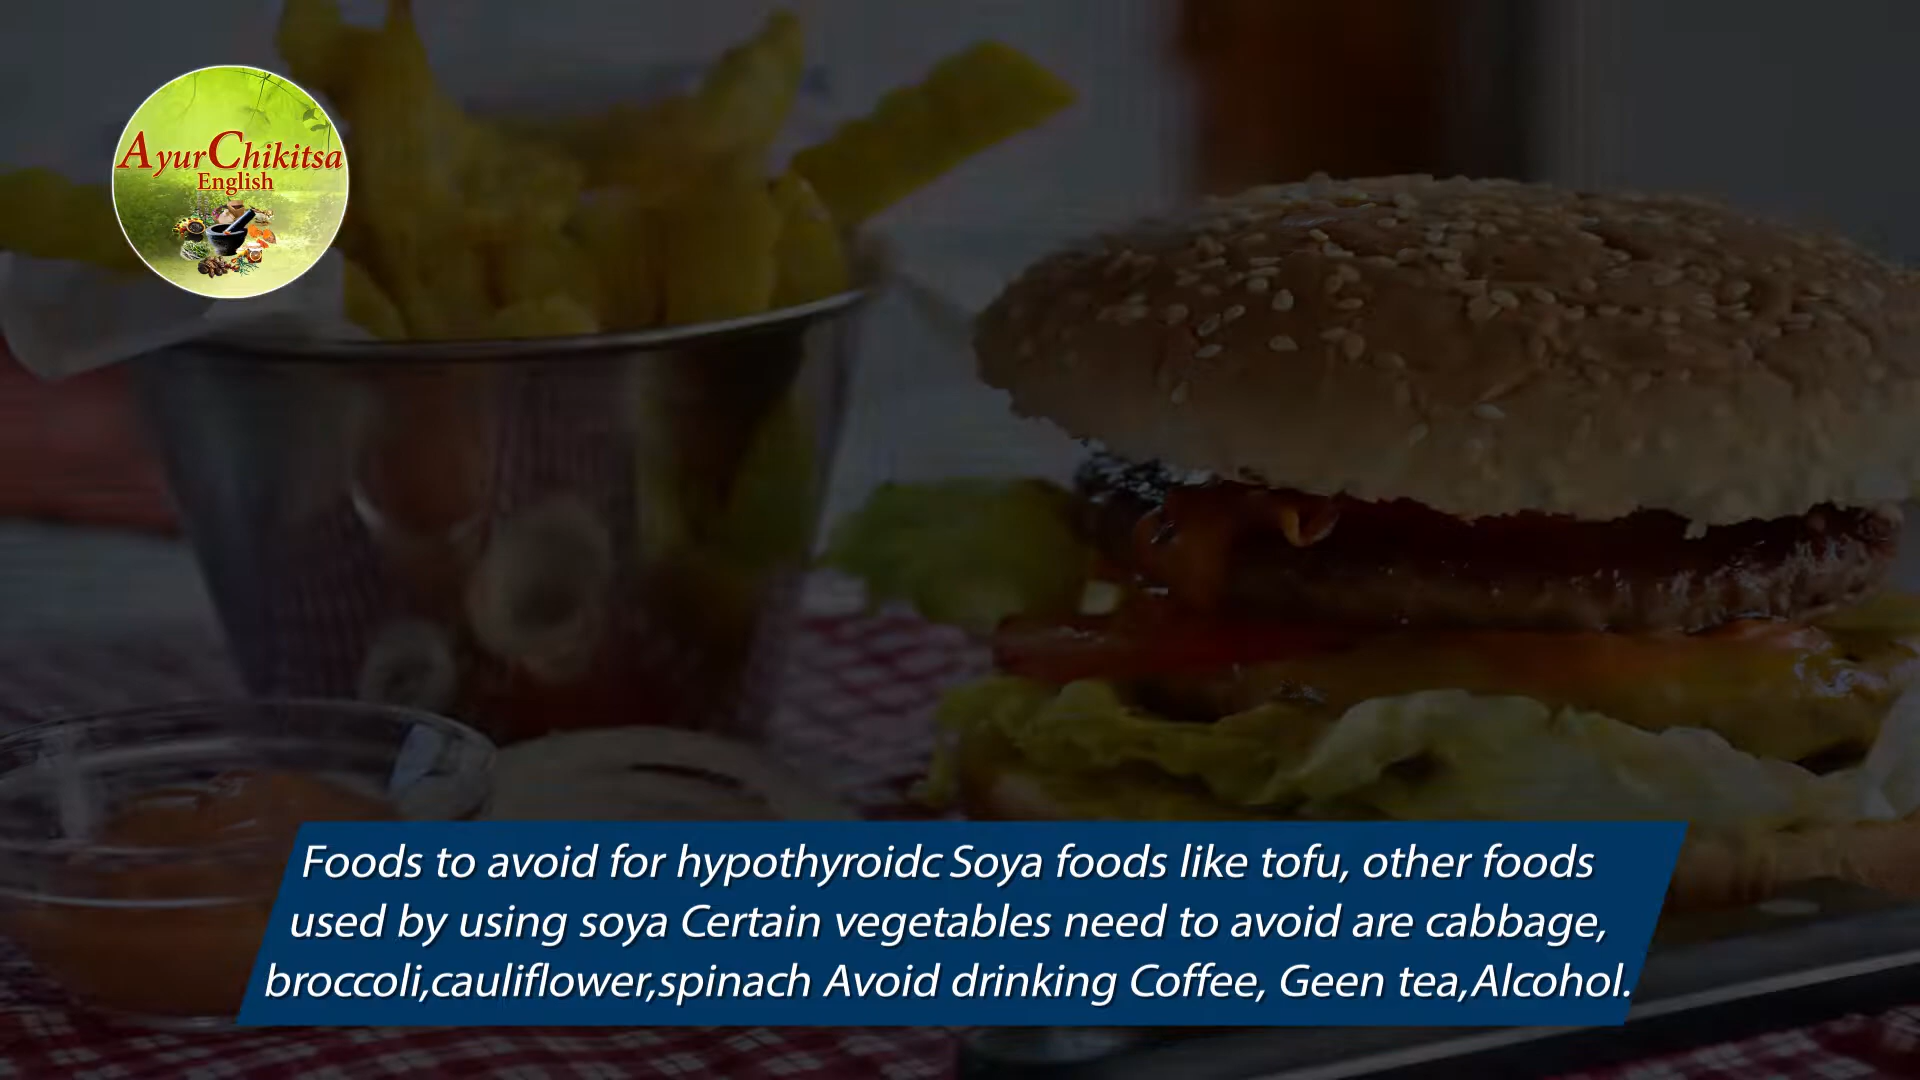 AyurChikitsa
English
Foods to avoid for hypothyroidc Soya foods like tofu, other foods
used by using soya Certain vegetables need to avoid are cabbage,
broccoli,cauliflower,spinach Avoid drinking Coffee, Geen tea,Alcohol.